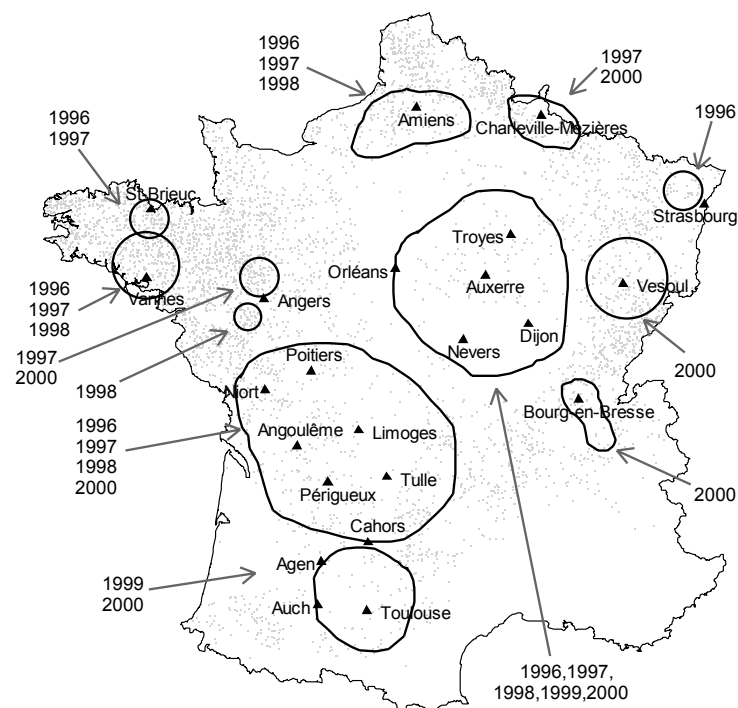 1996
1997
1998
1997
2000
1996
1997
1996
Amiens
Charleville-Mezières
St-Brieuc
Strasbourg
Troyes
Orléans
Auxerre
Vesoul
1996
1997
1998
Vannes
Angers
Dijon
Nevers
1997
2000
1998
Poitiers
2000
Niort
Bourg-en-Bresse
1996
1997
1998
2000
Angoulême
Limoges
Périgueux
Tulle
2000
Cahors
Agen
1999
2000
Auch
Toulouse
1996,1997,
1998,1999,2000